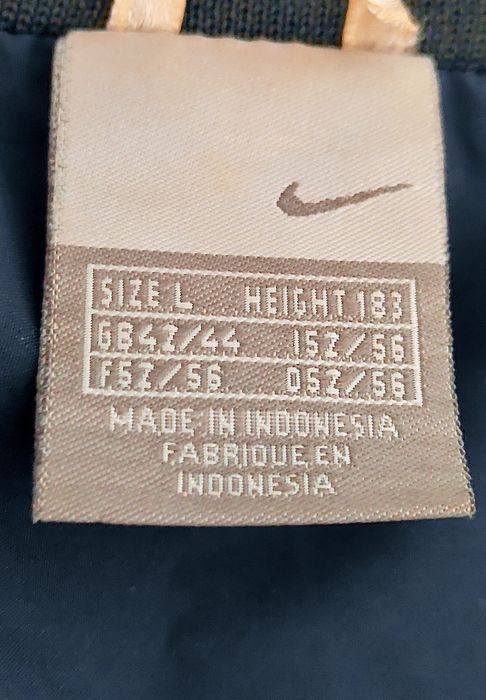 SIZE L HEIGHT 183
GB42/44 I52/56
F52/56 D52/56
MADE IN INDONESIA
FABRIQUE EN
INDONESIA